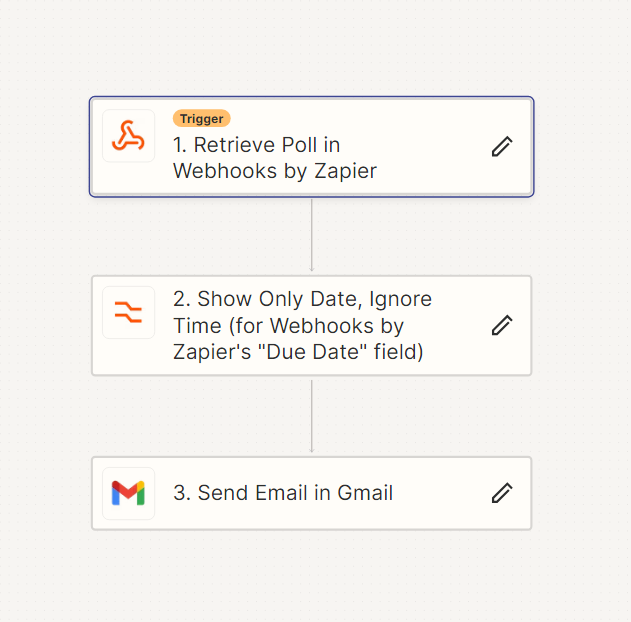 Trigger
1. Retrieve Poll in
Webhooks by Zapier
2. Show Only Date, Ignore
Time (for Webhooks by
Zapier's "Due Date" field)
3. Send Email in Gmail